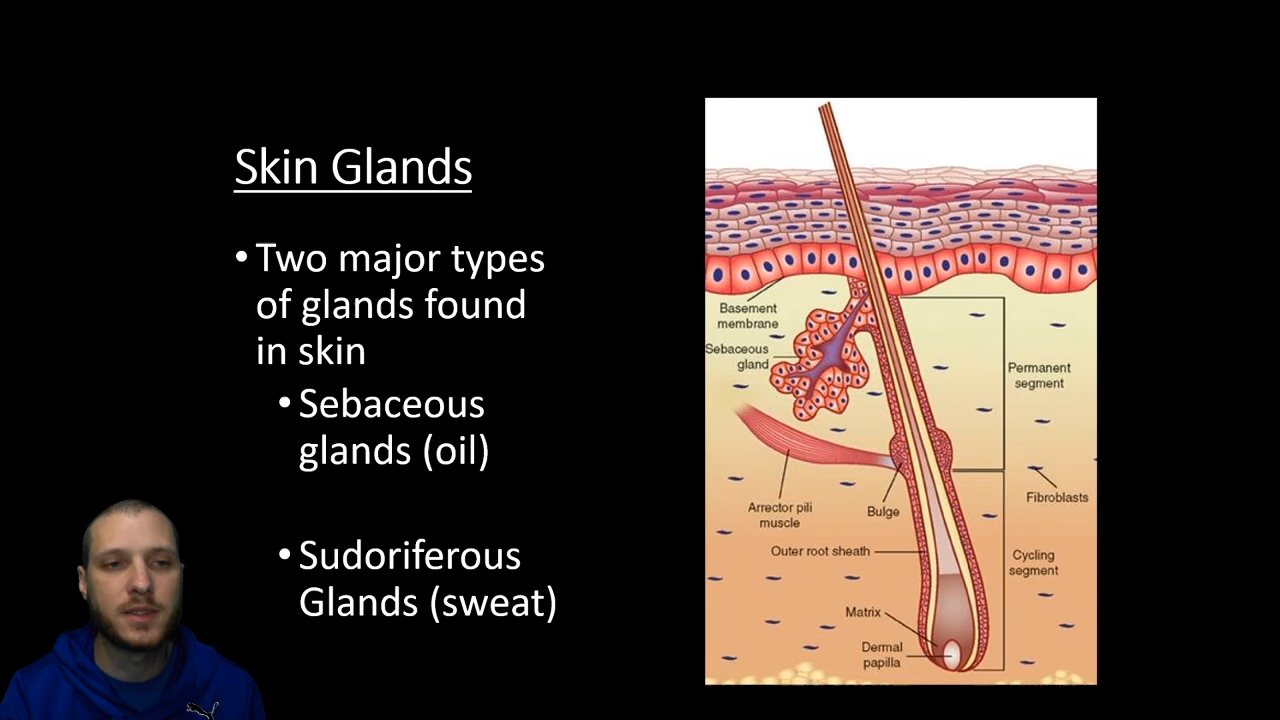 Skin Glands
• Two major types
of glands found
in skin
• Sebaceous
glands (oil)
• Sudoriferous
Glands (sweat)
Basement
membrane
Sebaceous
gland
Permanent
segment
Arrector pili
muscle
Bulge
Fibroblasts
Outer root sheath
Cycling
segment
Matrix
Dermal
papilla